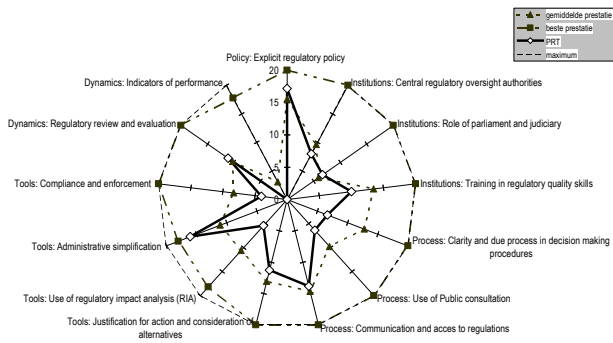 gemiddelde prestatie
beste prestatie
PRT
maximum
Policy: Explicit regulatory policy
20
15
10
5
0
Dynamics: Indicators of performance
Institutions: Central regulatory oversight authorities
Dynamics: Regulatory review and evaluation
Institutions: Role of parliament and judiciary
Tools: Compliance and enforcement
Institutions: Training in regulatory quality skills
Tools: Administrative simplification
Process: Clarity and due process in decision making
procedures
Tools: Use of regulatory impact analysis (RIA)
Process: Use of Public consultation
Tools: Justification for action and consideration of
alternatives
Process: Communication and acces to regulations